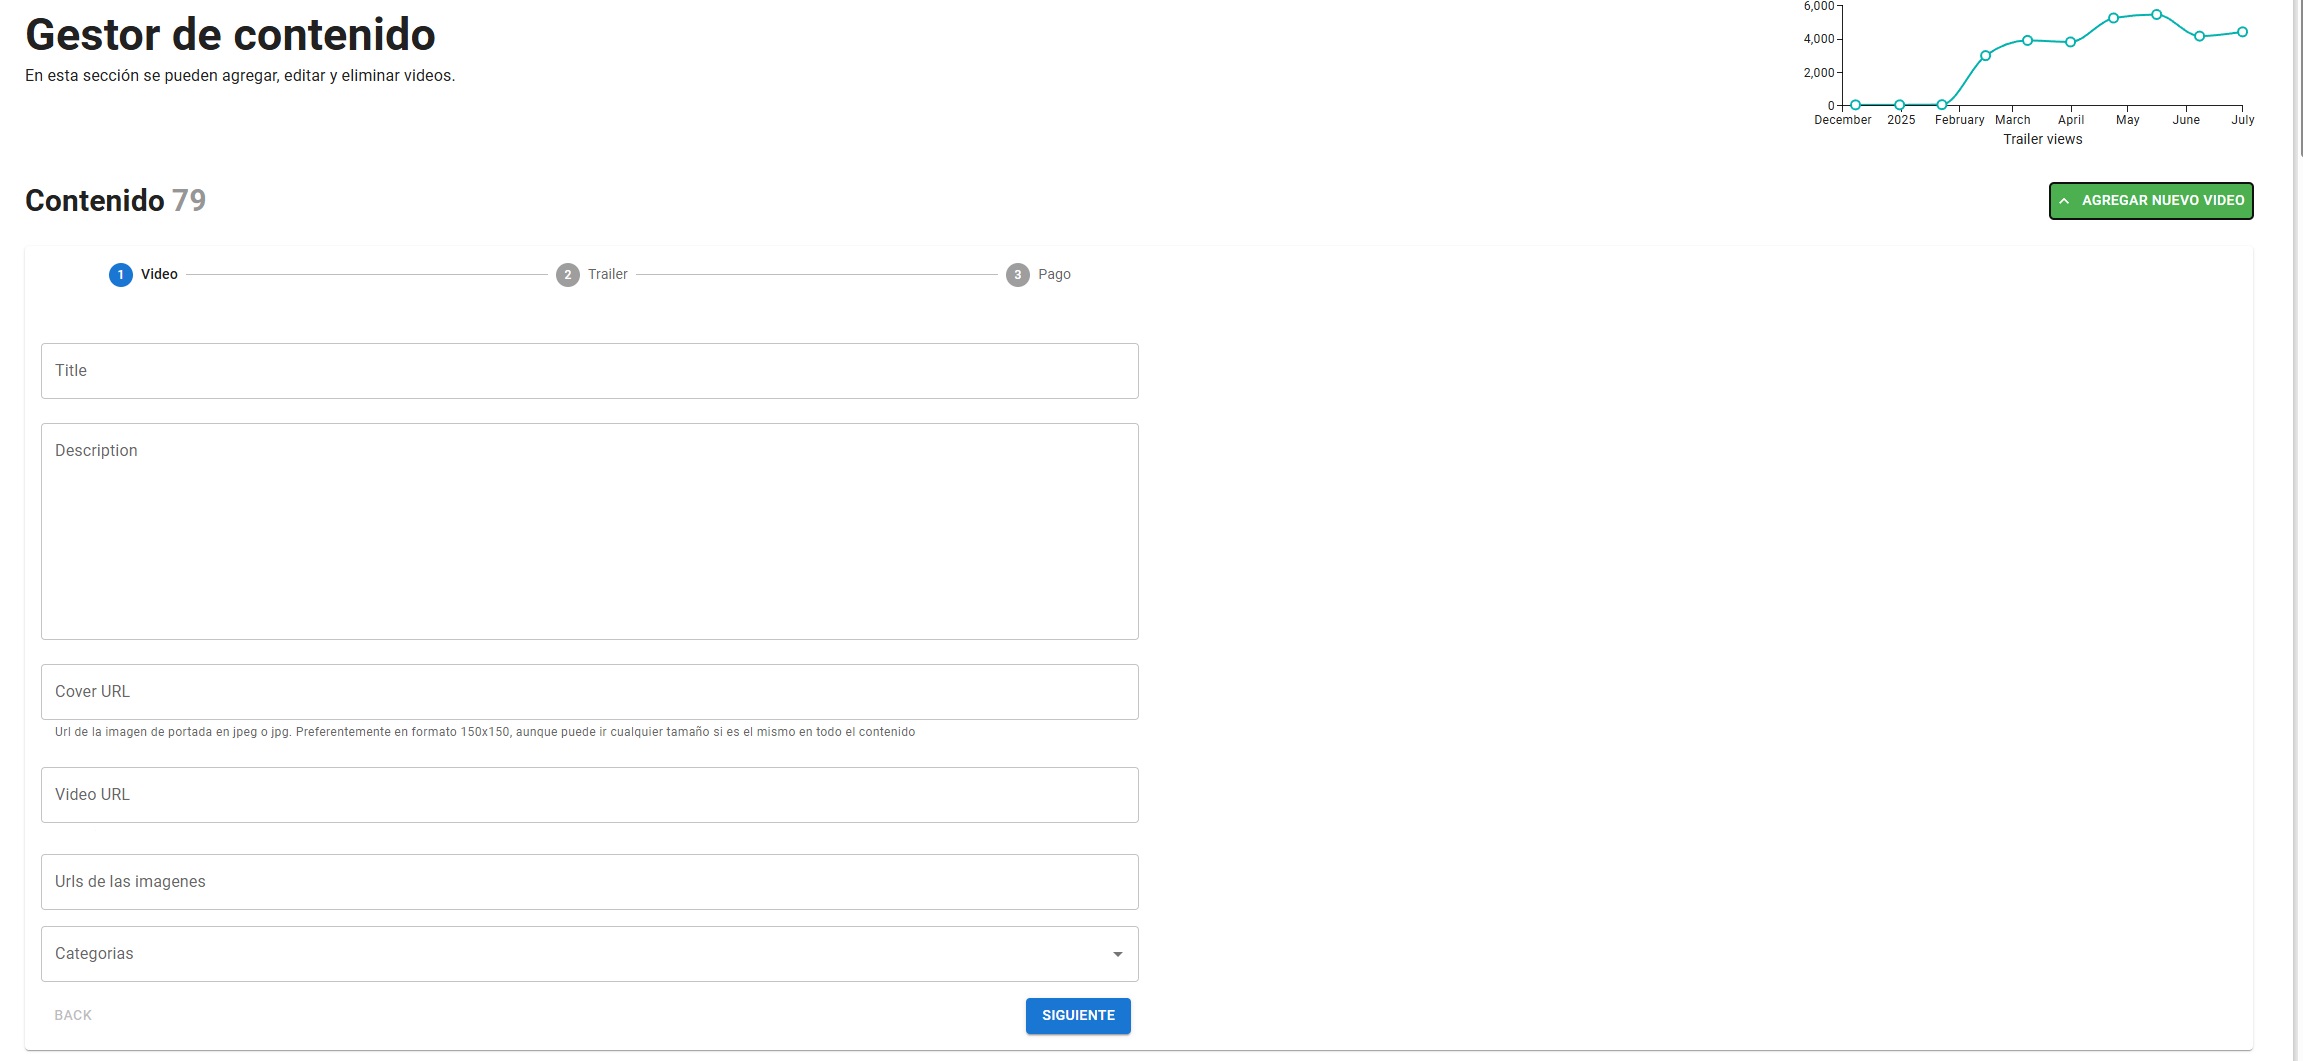 Gestor de contenido
En esta sección se pueden agregar, editar y eliminar videos.
6,000
4,000
2,000
0
December 2025 February March April May June July
Trailer views
Contenido 79
AGREGAR NUEVO VIDEO
1 Video 2 Trailer 3 Pago
Title
Description
Cover URL
Url de la imagen de portada en jpeg o jpg. Preferentemente en formato 150x150, aunque puede ir cualquier tamaño si es el mismo en todo el contenido
Video URL
Urls de las imagenes
Categorias
BACK SIGUIENTE